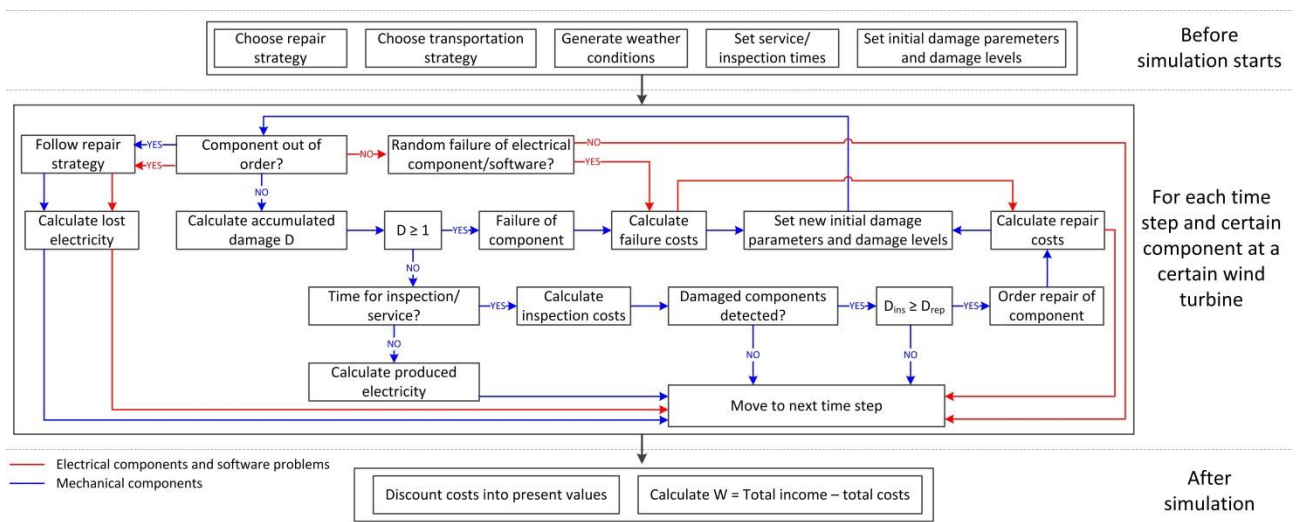 Choose repair
strategy
Choose transportation
strategy
Generate weather
conditions
Set service/
inspection times
Set initial damage paremeters
and damage levels
Before
simulation starts
Follow repair
strategy
YES
YES
Component out of
order?
NO
Random failure of electrical
component/software?
NO
YES
NO
Calculate lost
electricity
Calculate accumulated
damage D
D ≥ 1
YES
Failure of
component
Calculate
failure costs
Set new initial damage
parameters and damage levels
Calculate repair
costs
For each time
step and certain
component at a
certain wind
turbine
NO
Time for inspection/
service?
YES
Calculate
inspection costs
Damaged components
detected?
YES
Dins ≥ Drep
YES
Order repair of
component
NO
NO
NO
Calculate produced
electricity
Move to next time step
Electrical components and software problems
Mechanical components
Discount costs into present values
Calculate W = Total income – total costs
After
simulation